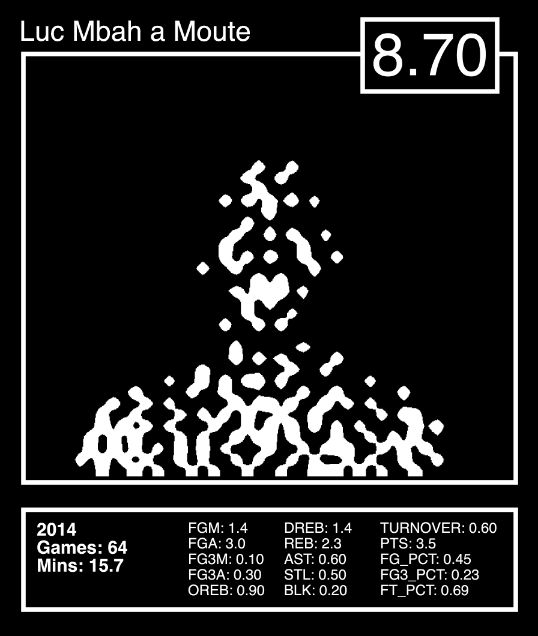 Luc Mbah a Moute
8.70
2014
Games: 64
Mins: 15.7
FGM: 1.4
FGA: 3.0
FG3M: 0.10
FG3A: 0.30
OREB: 0.90
DREB: 1.4
REB: 2.3
AST: 0.60
STL: 0.50
BLK: 0.20
TURNOVER: 0.60
PTS: 3.5
FG_PCT: 0.45
FG3_PCT: 0.23
FT_PCT: 0.69